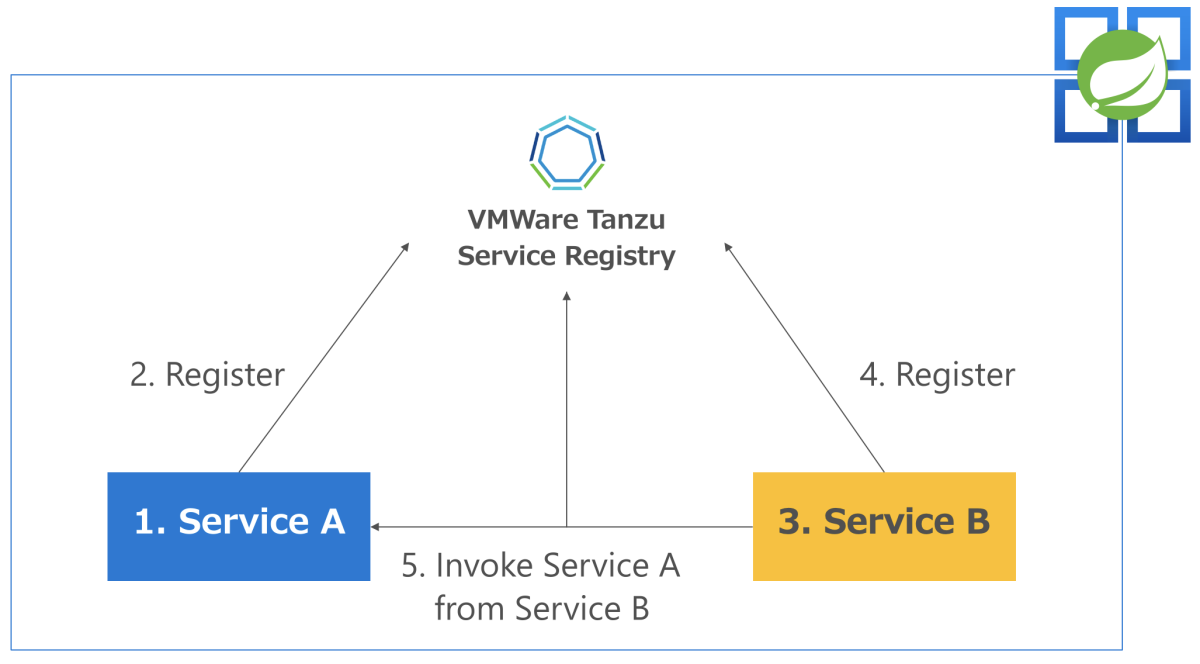 VMWare Tanzu
Service Registry
2. Register
4. Register
1. Service A
3. Service B
5. Invoke Service A
from Service B